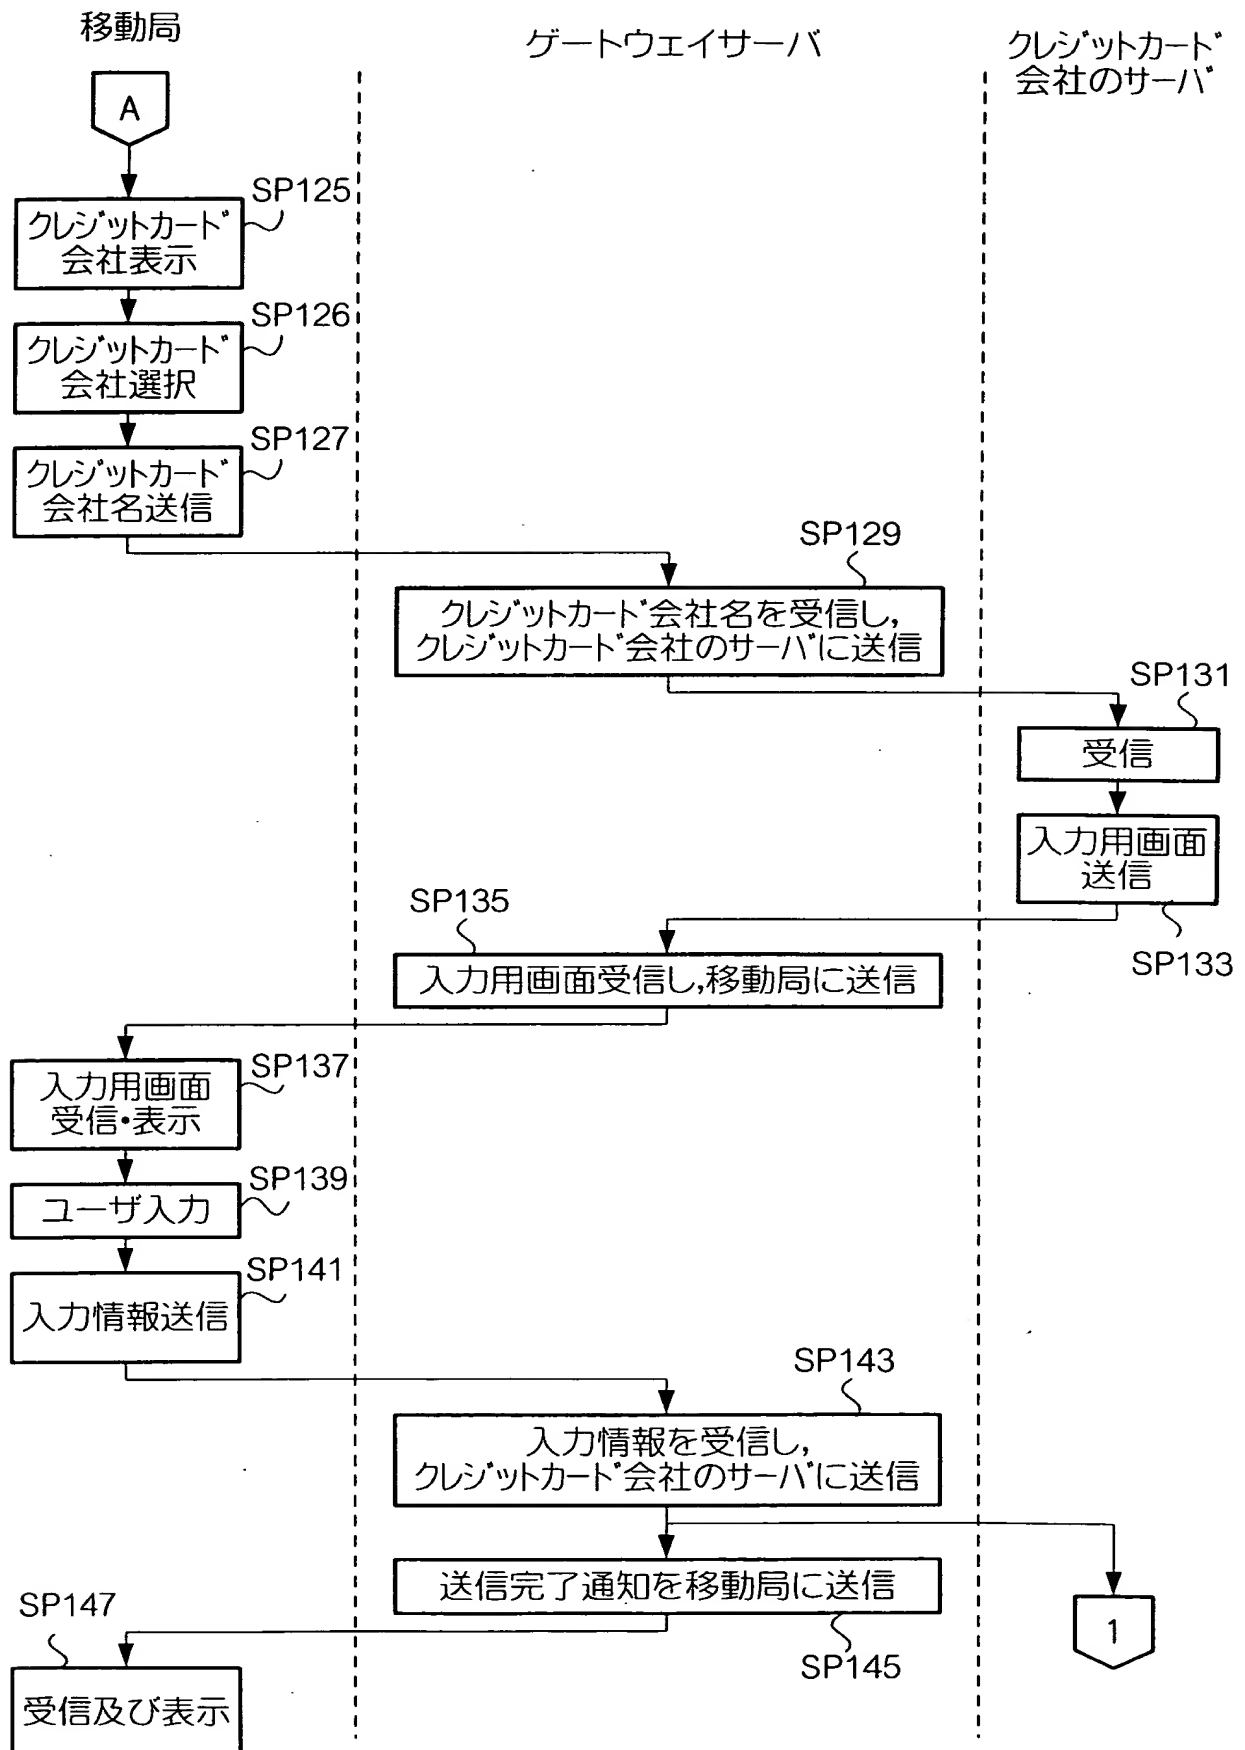 移動局
ゲートウェイサーバ
クレジットカード
会社のサーバ
A
SP125
クレジットカード
会社表示
SP126
クレジットカード
会社選択
SP127
クレジットカード
会社名送信
SP129
クレジットカード会社名を受信し,
クレジットカード会社のサーバに送信
SP131
受信
入力用画面
送信
SP133
SP135
入力用画面受信し,移動局に送信
SP137
入力用画面
受信・表示
SP139
ユーザ入力
SP141
入力情報送信
SP143
入力情報を受信し,
クレジットカード会社のサーバに送信
送信完了通知を移動局に送信
SP145
1
SP147
受信及び表示